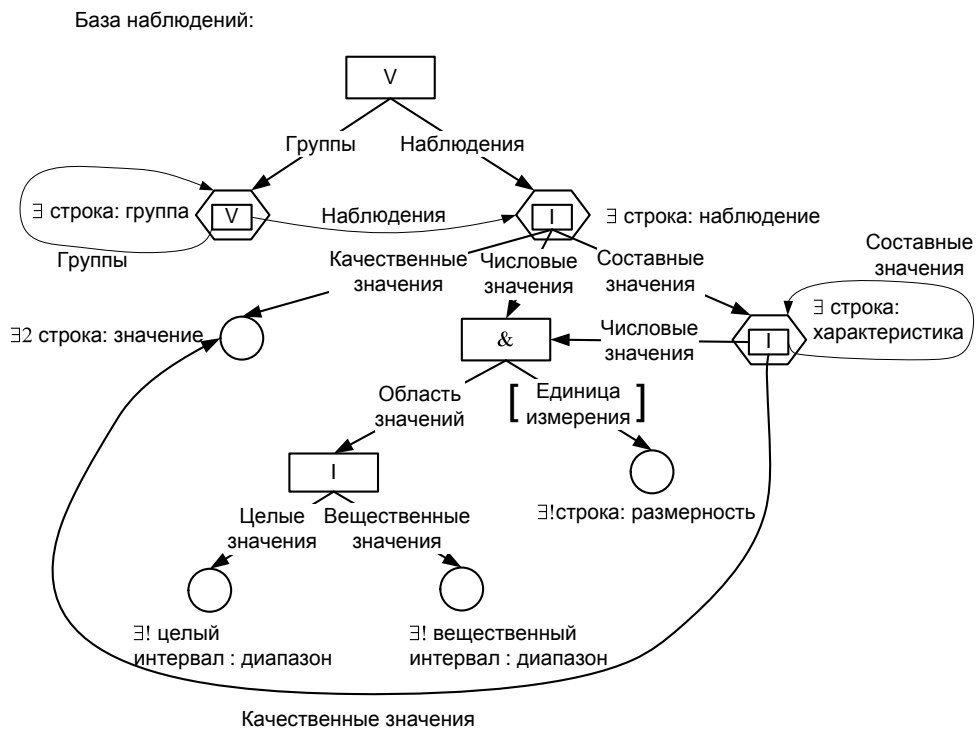 База наблюдений:
V
Группы
Наблюдения
∃ строка: группа
V
Наблюдения
I
∃ строка: наблюдение
Группы
Качественные
значения
Числовые
значения
Составные
значения
Составные
значения
∃2 строка: значение
&
Числовые
значения
I
∃ строка:
характеристика
Область
значений
[ Единица
измерения ]
I
∃!строка: размерность
Целые
значения
Вещественные
значения
∃! целый
интервал : диапазон
∃! вещественный
интервал : диапазон
Качественные значения